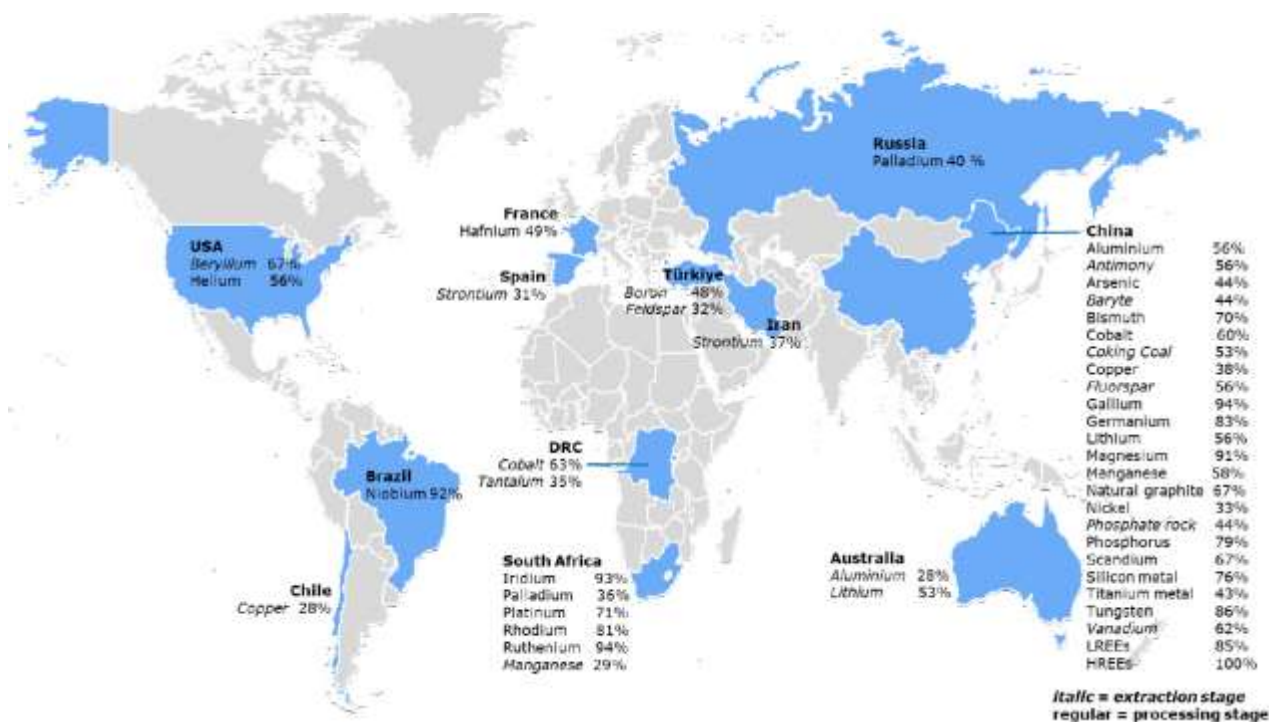 Russia
Palladium 40 %
France
Hafnium 49%
USA
Beryllium 67%
Helium 56%
Spain
Strontium 31%
Türkiye
Boron 48%
Feldspar 32%
Iran
Strontium 37%
China
Aluminium 56%
Antimony 56%
Arsenic 44%
Baryte 44%
Bismuth 70%
Cobalt 60%
Coking Coal 53%
Copper 38%
Fluorspar 56%
Gallium 94%
Germanium 83%
Lithium 56%
Magnesium 91%
Manganese 58%
Natural graphite 67%
Nickel 33%
Phosphate rock 44%
Phosphorus 79%
Scandium 67%
Silicon metal 76%
Titanium metal 43%
Tungsten 86%
Vanadium 62%
LREEs 85%
HREEs 100%
DRC
Cobalt 63%
Tantalum 35%
Brazil
Niobium 92%
South Africa
Iridium 93%
Palladium 36%
Platinum 71%
Rhodium 81%
Ruthenium 94%
Manganese 29%
Australia
Aluminium 28%
Lithium 53%
Chile
Copper 28%
italic = extraction stage
regular = processing stage